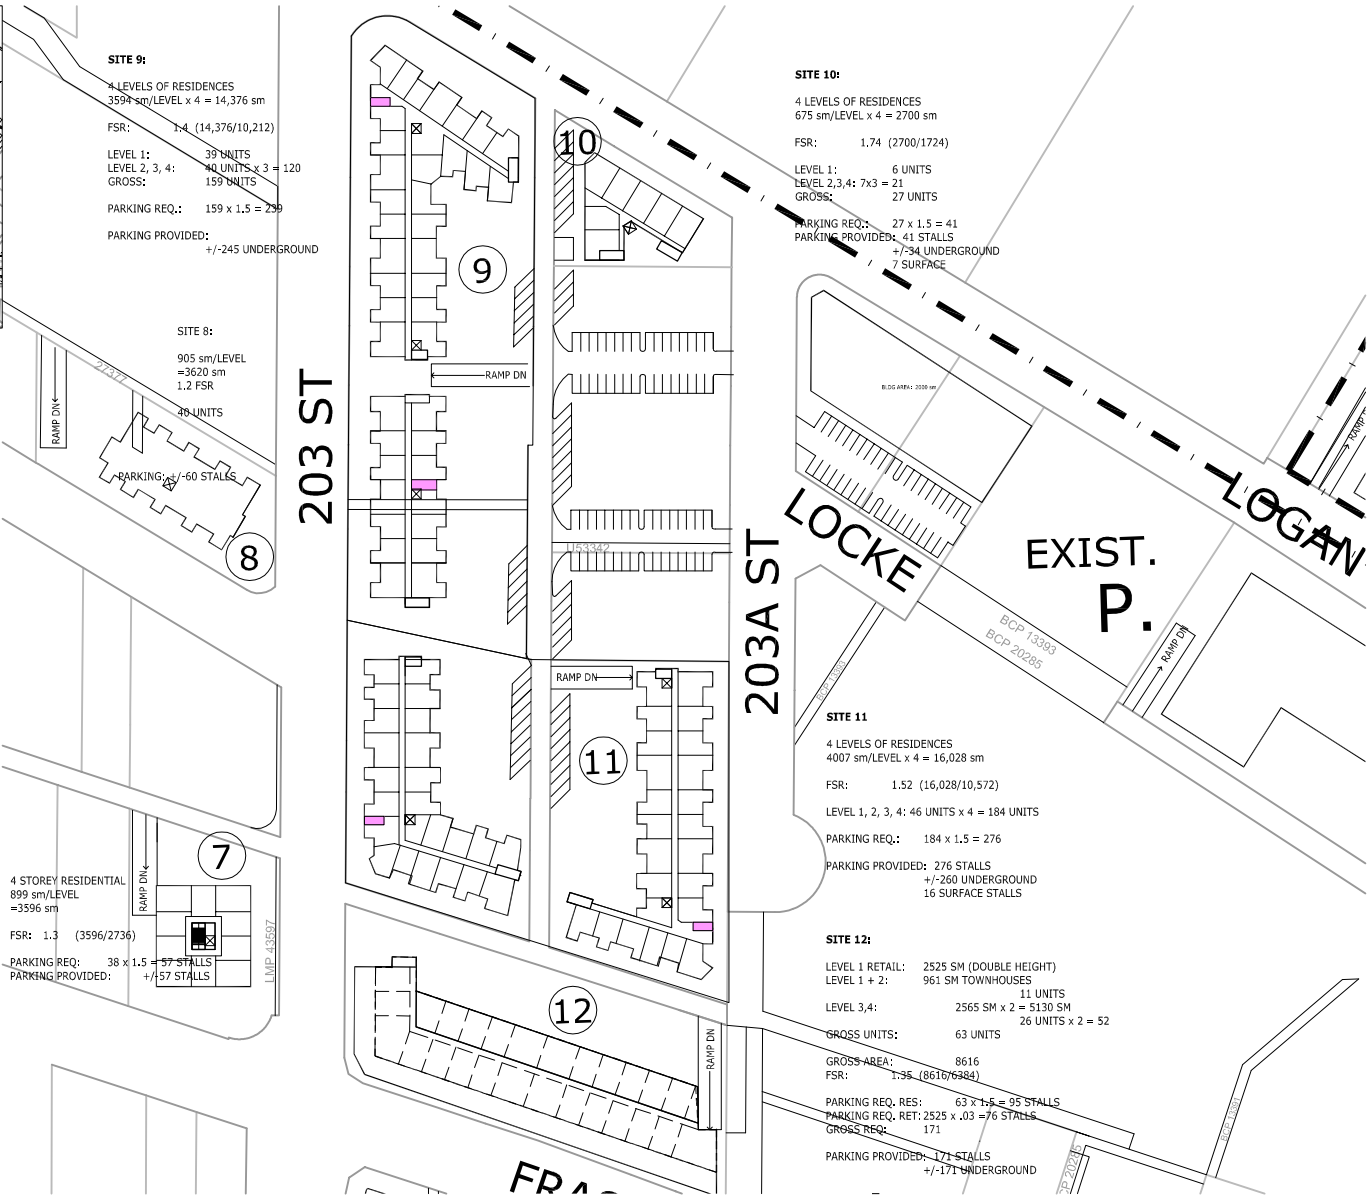 SITE 9:
4 LEVELS OF RESIDENCES
3594 sm/LEVEL x 4 = 14,376 sm
FSR: 1.4 (14,376/10,212)
LEVEL 1: 39 UNITS
LEVEL 2, 3, 4: 40 UNITS x 3 = 120
GROSS: 159 UNITS
PARKING REQ.: 159 x 1.5 = 239
PARKING PROVIDED:
+/-245 UNDERGROUND
SITE 10:
4 LEVELS OF RESIDENCES
675 sm/LEVEL x 4 = 2700 sm
FSR: 1.74 (2700/1724)
LEVEL 1: 6 UNITS
LEVEL 2,3,4: 7x3 = 21
GROSS: 27 UNITS
PARKING REQ.: 27 x 1.5 = 41
PARKING PROVIDED: 41 STALLS
+/-34 UNDERGROUND
7 SURFACE
10
9
SITE 8:
905 sm/LEVEL
=3620 sm
1.2 FSR
40 UNITS
27377
RAMP DN
PARKING: +/-60 STALLS
8
203 ST
RAMP DN
BLDG AREA: 2000 sm
U53342
203A ST
LOCKE
LOGAN
EXIST.
P.
RAMP DN
BCP 13393
BCP 20285
RAMP DN
BCP 13393
RAMP DN
11
SITE 11
4 LEVELS OF RESIDENCES
4007 sm/LEVEL x 4 = 16,028 sm
FSR: 1.52 (16,028/10,572)
LEVEL 1, 2, 3, 4: 46 UNITS x 4 = 184 UNITS
PARKING REQ.: 184 x 1.5 = 276
PARKING PROVIDED: 276 STALLS
+/-260 UNDERGROUND
16 SURFACE STALLS
7
4 STOREY RESIDENTIAL
899 sm/LEVEL
=3596 sm
FSR: 1.3 (3596/2736)
PARKING REQ: 38 x 1.5 = 57 STALLS
PARKING PROVIDED: +/-57 STALLS
RAMP DN
LMP 43597
12
RAMP DN
SITE 12:
LEVEL 1 RETAIL: 2525 SM (DOUBLE HEIGHT)
LEVEL 1 + 2: 961 SM TOWNHOUSES
11 UNITS
LEVEL 3,4: 2565 SM x 2 = 5130 SM
26 UNITS x 2 = 52
GROSS UNITS: 63 UNITS
GROSS AREA: 8616
FSR: 1.35 (8616/6384)
PARKING REQ. RES: 63 x 1.5 = 95 STALLS
PARKING REQ. RET: 2525 x .03 =76 STALLS
GROSS REQ: 171
PARKING PROVIDED: 171 STALLS
+/-171 UNDERGROUND
BCP 13391
FRAS